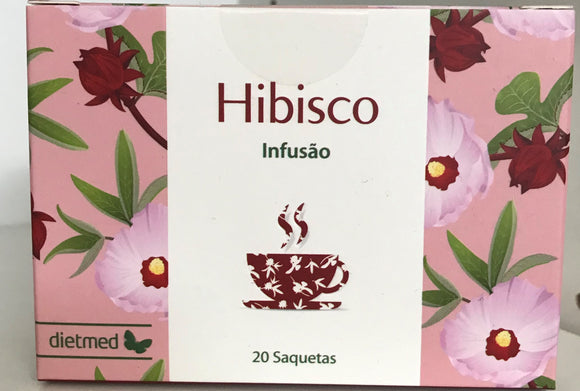 Hibisco
Infusão
dietmed
20 Saquetas